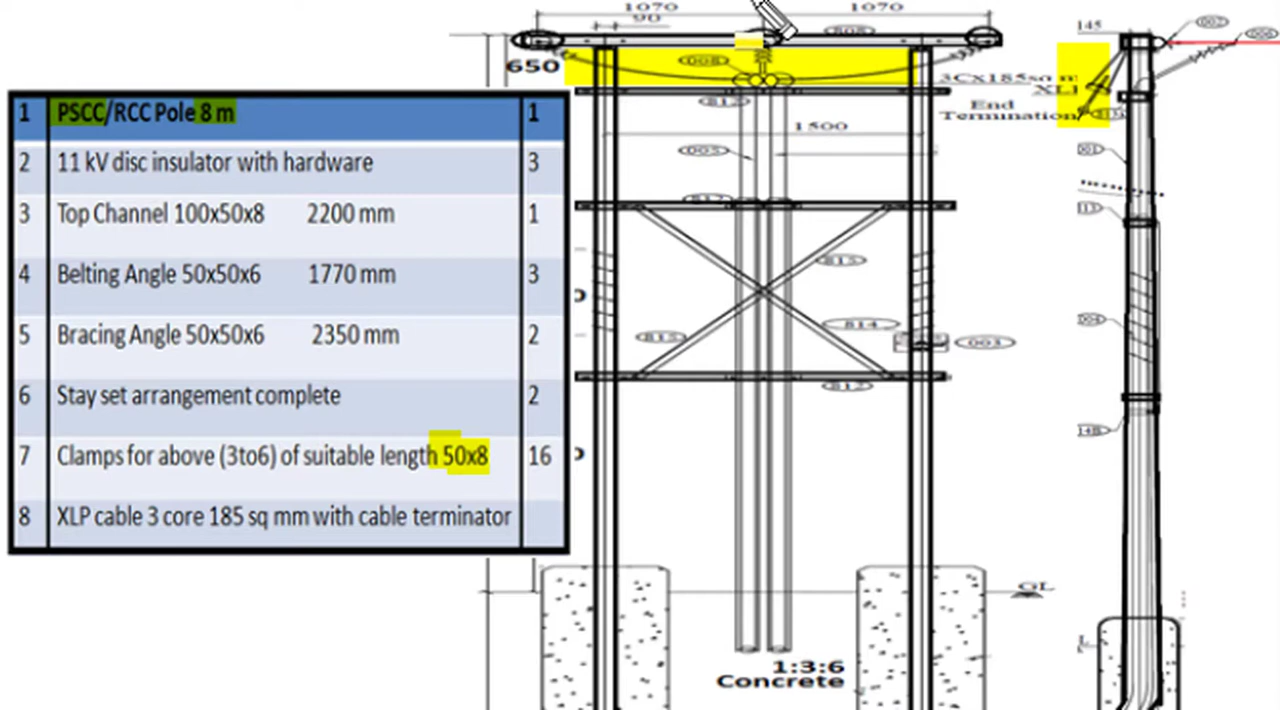 1 PSCC/RCC Pole 8 m 1
2 11 kV disc insulator with hardware 3
3 Top Channel 100x50x8 2200 mm 1
4 Belting Angle 50x50x6 1770 mm 3
5 Bracing Angle 50x50x6 2350 mm 2
6 Stay set arrangement complete 2
7 Clamps for above (3to6) of suitable length 50x8 16
8 XLP cable 3 core 185 sq mm with cable terminator
1070 1070
90
650
1500
End
Termination
GL
1:3:6
Concrete
145